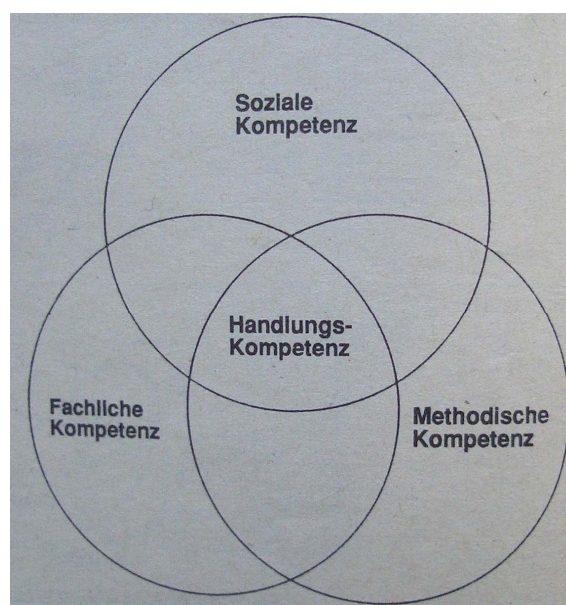 Soziale
Kompetenz
Handlungs-
Kompetenz
Fachliche
Kompetenz
Methodische
Kompetenz